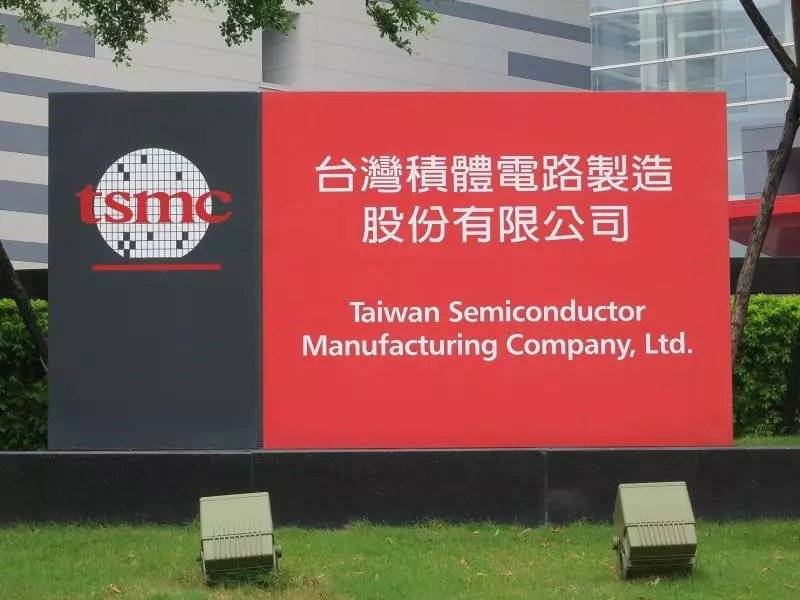 tsmc
台灣積體電路製造
股份有限公司
Taiwan Semiconductor
Manufacturing Company, Ltd.